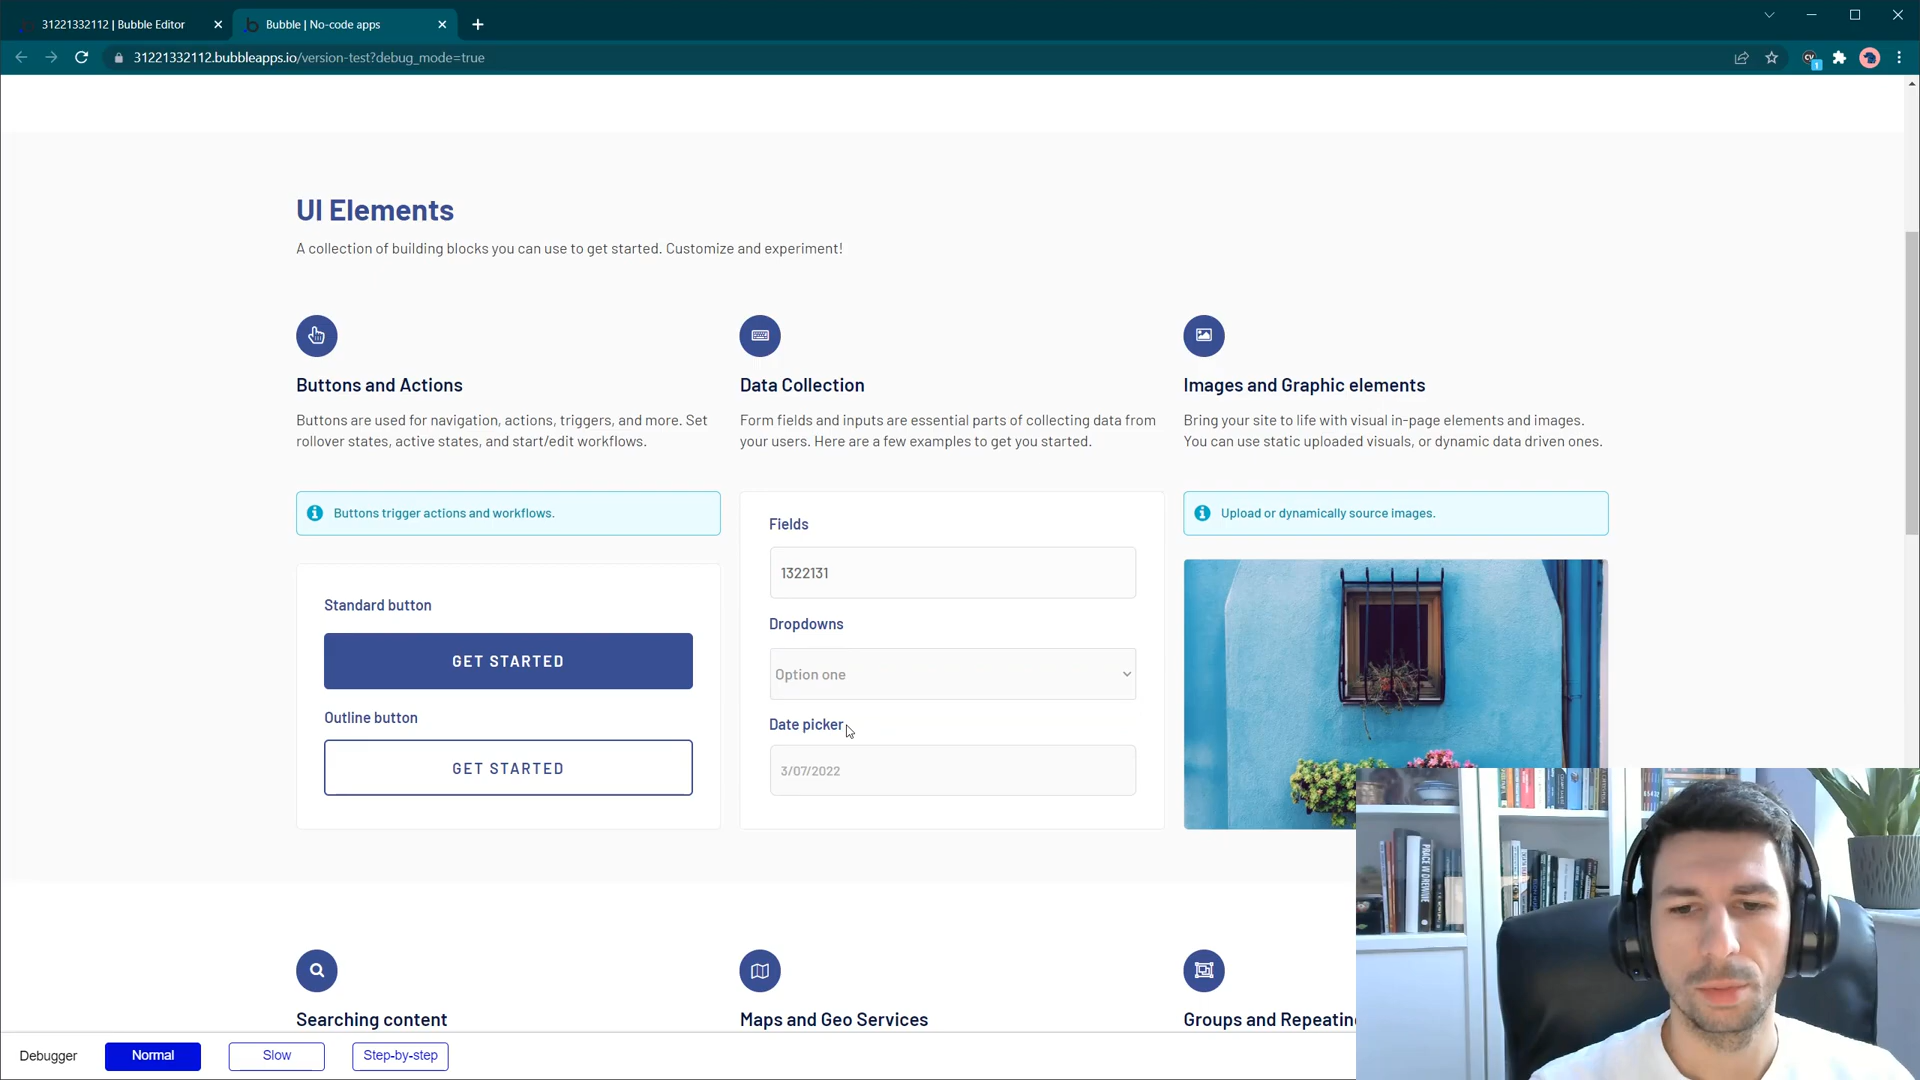 31221332112 | Bubble Editor
Bubble | No-code apps
31221332112.bubbleapps.io/version-test?debug_mode=true
1
UI Elements
A collection of building blocks you can use to get started. Customize and experiment!
Buttons and Actions
Buttons are used for navigation, actions, triggers, and more. Set
rollover states, active states, and start/edit workflows.
Buttons trigger actions and workflows.
Standard button
GET STARTED
Outline button
GET STARTED
Data Collection
Form fields and inputs are essential parts of collecting data from
your users. Here are a few examples to get you started.
Fields
1322131
Dropdowns
Option one
Date picker
3/07/2022
Images and Graphic elements
Bring your site to life with visual in-page elements and images.
You can use static uploaded visuals, or dynamic data driven ones.
Upload or dynamically source images.
Searching content
Maps and Geo Services
Groups and Repeating
Debugger
Normal
Slow
Step-by-step